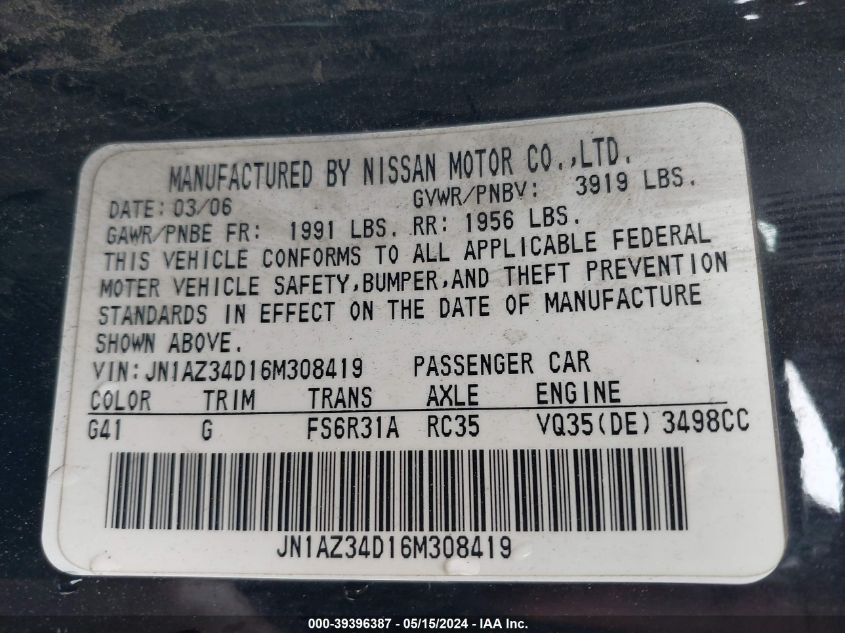 MANUFACTURED BY NISSAN MOTOR CO.,LTD.
DATE: 03/06 GVWR/PNBV: 3919 LBS.
GAWR/PNBE FR: 1991 LBS. RR: 1956 LBS.
THIS VEHICLE CONFORMS TO ALL APPLICABLE FEDERAL
MOTER VEHICLE SAFETY,BUMPER,AND THEFT PREVENTION
STANDARDS IN EFFECT ON THE DATE OF MANUFACTURE
SHOWN ABOVE.
VIN:JN1AZ34D16M308419 PASSENGER CAR
COLOR TRIM TRANS AXLE ENGINE
G41 G FS6R31A RC35 VQ35(DE) 3498CC
JN1AZ34D16M308419
000-39396387 - 05/15/2024 - IAAI.com